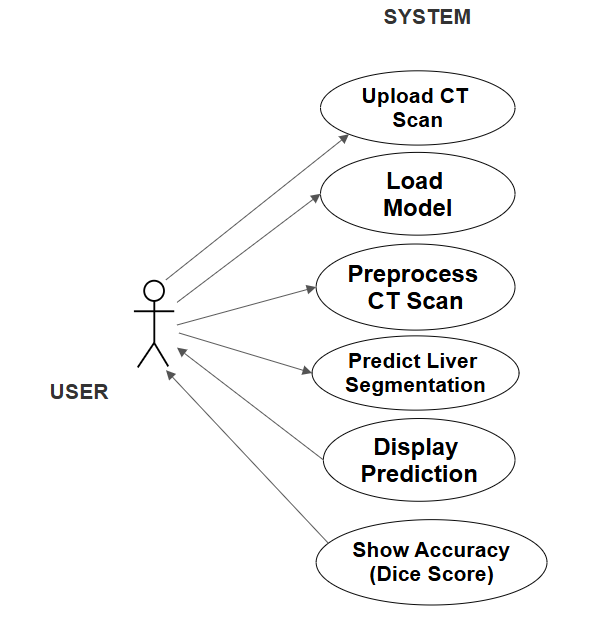 SYSTEM
Upload CT
Scan
Load
Model
Preprocess
CT Scan
Predict Liver
Segmentation
USER
Display
Prediction
Show Accuracy
(Dice Score)